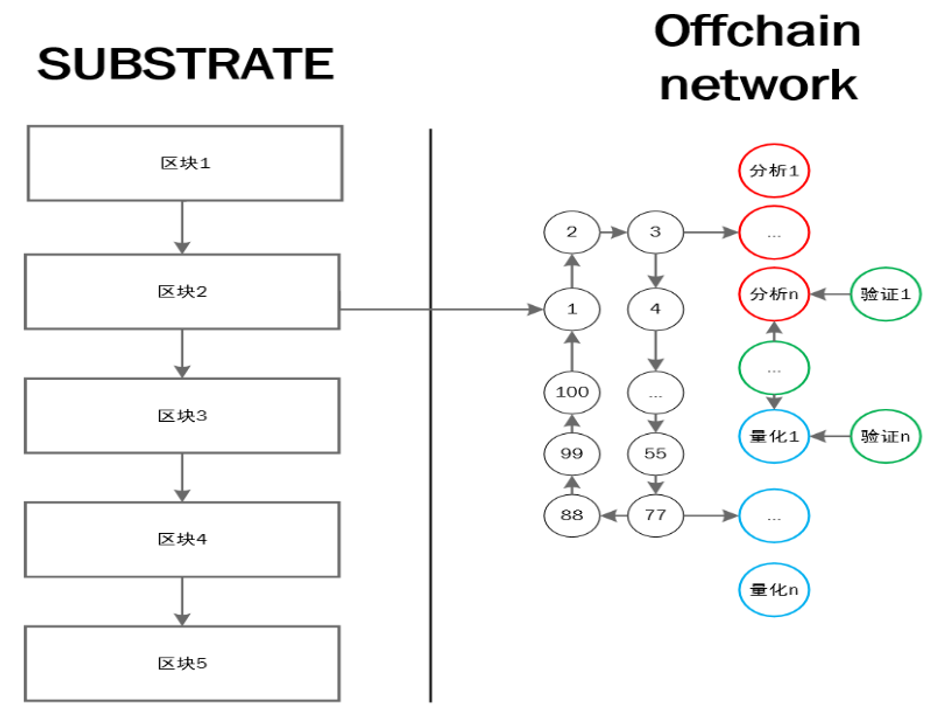 SUBSTRATE
区块1
区块2
区块3
区块4
区块5
Offchain
network
2
3
1
4
100
...
99
55
88
77
分析1
...
分析n
验证1
...
量化1
验证n
...
量化n